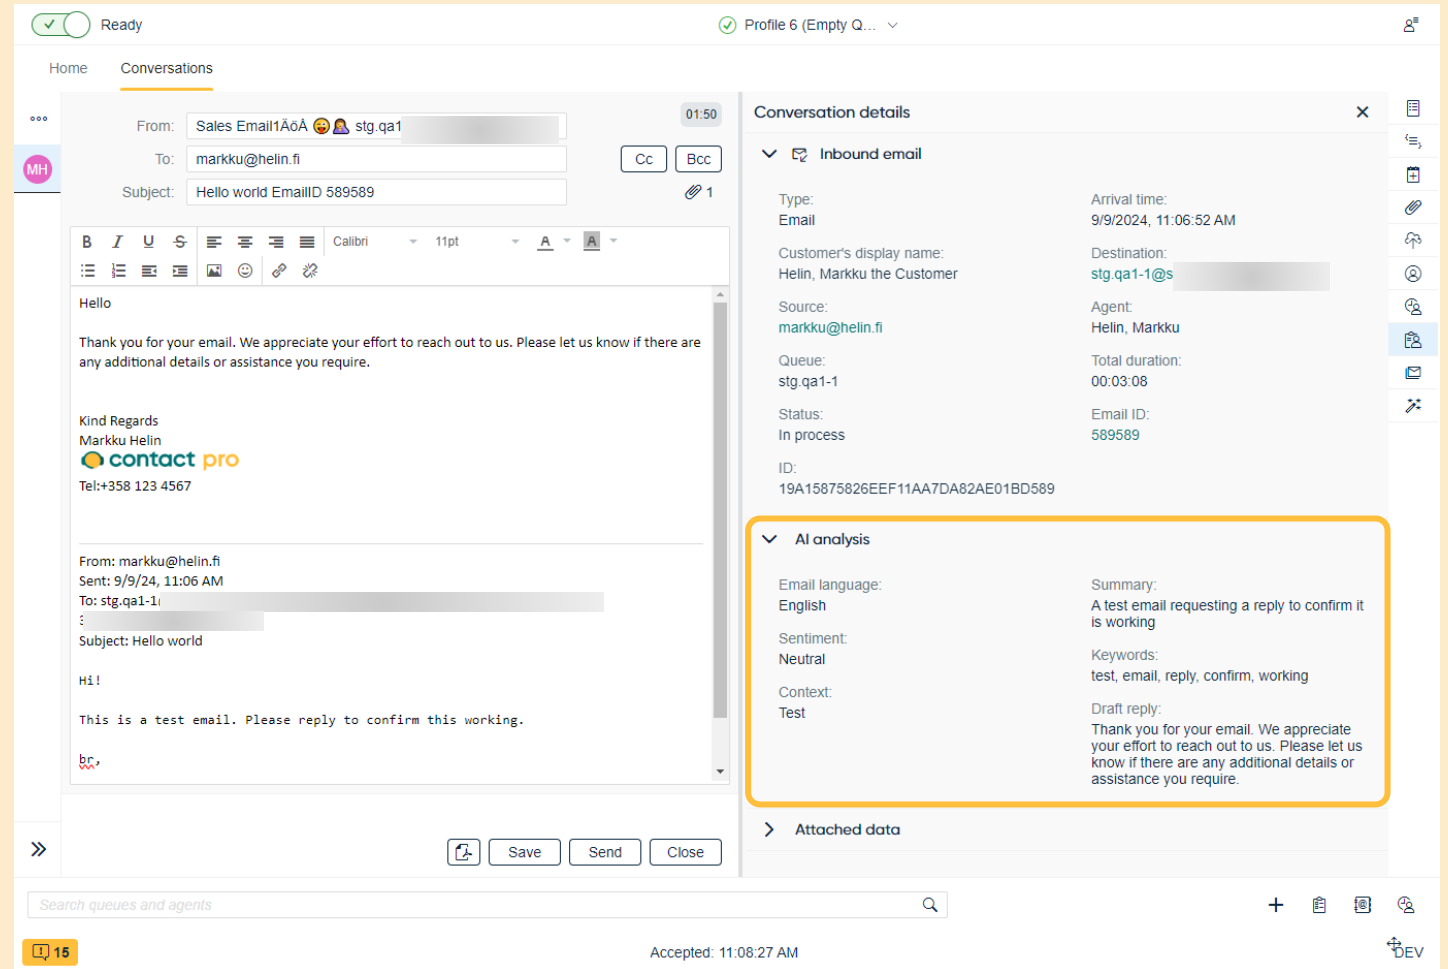 Ready
Profile 6 (Empty Q...
Home
Conversations
MH
From:
Sales Email1ÄöÅ 😜🤦‍♀️ stg.qa1
01:50
To:
markku@helin.fi
Cc
Bcc
Subject:
Hello world EmailID 589589
1
B I U S
Calibri
11pt
A
A
Hello
Thank you for your email. We appreciate your effort to reach out to us. Please let us know if there are
any additional details or assistance you require.
Kind Regards
Markku Helin
contact pro
Tel:+358 123 4567
From: markku@helin.fi
Sent: 9/9/24, 11:06 AM
To: stg.qa1-1
Subject: Hello world
Hi!
This is a test email. Please reply to confirm this working.
br,
Save
Send
Close
Conversation details
Inbound email
Type:
Email
Arrival time:
9/9/2024, 11:06:52 AM
Customer's display name:
Helin, Markku the Customer
Destination:
stg.qa1-1@s
Source:
markku@helin.fi
Agent:
Helin, Markku
Queue:
stg.qa1-1
Total duration:
00:03:08
Status:
In process
Email ID:
589589
ID:
19A15875826EEF11AA7DA82AE01BD589
AI analysis
Email language:
English
Sentiment:
Neutral
Context:
Test
Summary:
A test email requesting a reply to confirm it
is working
Keywords:
test, email, reply, confirm, working
Draft reply:
Thank you for your email. We appreciate
your effort to reach out to us. Please let us
know if there are any additional details or
assistance you require.
Attached data
Search queues and agents
15
Accepted: 11:08:27 AM
DEV